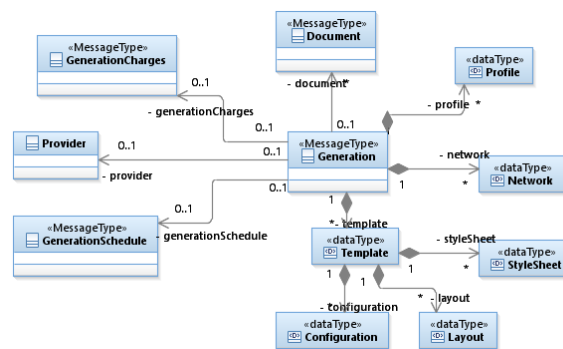 «MessageType»
Document
«MessageType»
GenerationCharges
«dataType»
Profile
0..1
- document
*
- profile
*
- generationCharges
0..1
0..1
Provider
0..1
0..1
«MessageType»
Generation
- network
- provider
0..1
1
*
«dataType»
Network
0..1
1
«MessageType»
GenerationSchedule
- generationSchedule
*
- template
«dataType»
Template
- styleSheet
1
*
«dataType»
StyleSheet
1
1
- configuration
*
- layout
«dataType»
Configuration
«dataType»
Layout